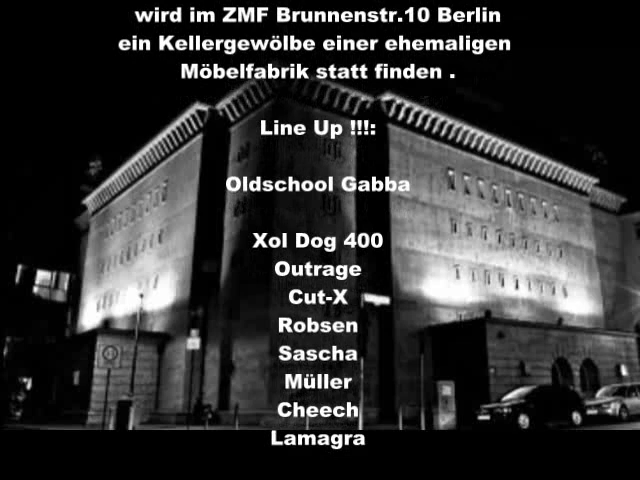 wird im ZMF Brunnenstr.10 Berlin
ein Kellergewölbe einer ehemaligen
Möbelfabrik statt finden .
Line Up !!!:
Oldschool Gabba
Xol Dog 400
Outrage
Cut-X
Robsen
Sascha
Müller
Cheech
Lamagra